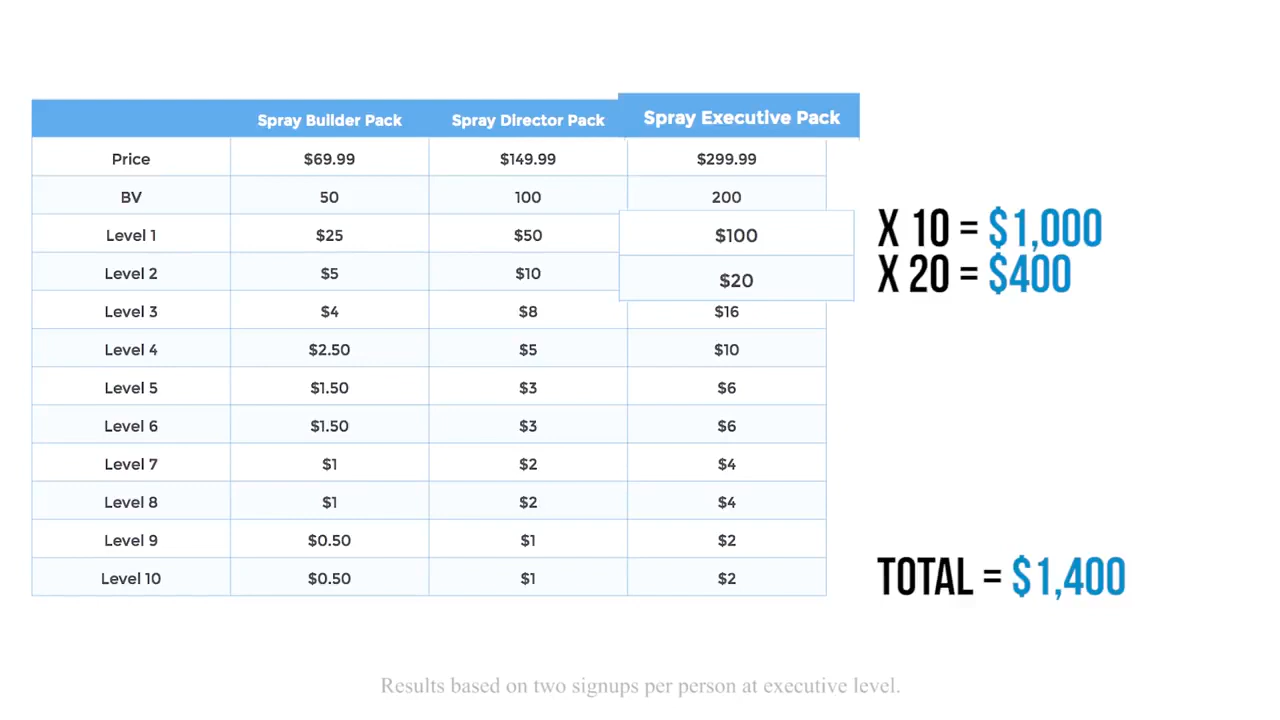 Spray Builder Pack Spray Director Pack Spray Executive Pack
Price $69.99 $149.99 $299.99
BV 50 100 200
Level 1 $25 $50 $100 X 10 = $1,000
Level 2 $5 $10 $20 X 20 = $400
Level 3 $4 $8 $16
Level 4 $2.50 $5 $10
Level 5 $1.50 $3 $6
Level 6 $1.50 $3 $6
Level 7 $1 $2 $4
Level 8 $1 $2 $4
Level 9 $0.50 $1 $2
Level 10 $0.50 $1 $2 TOTAL = $1,400
Results based on two signups per person at executive level.